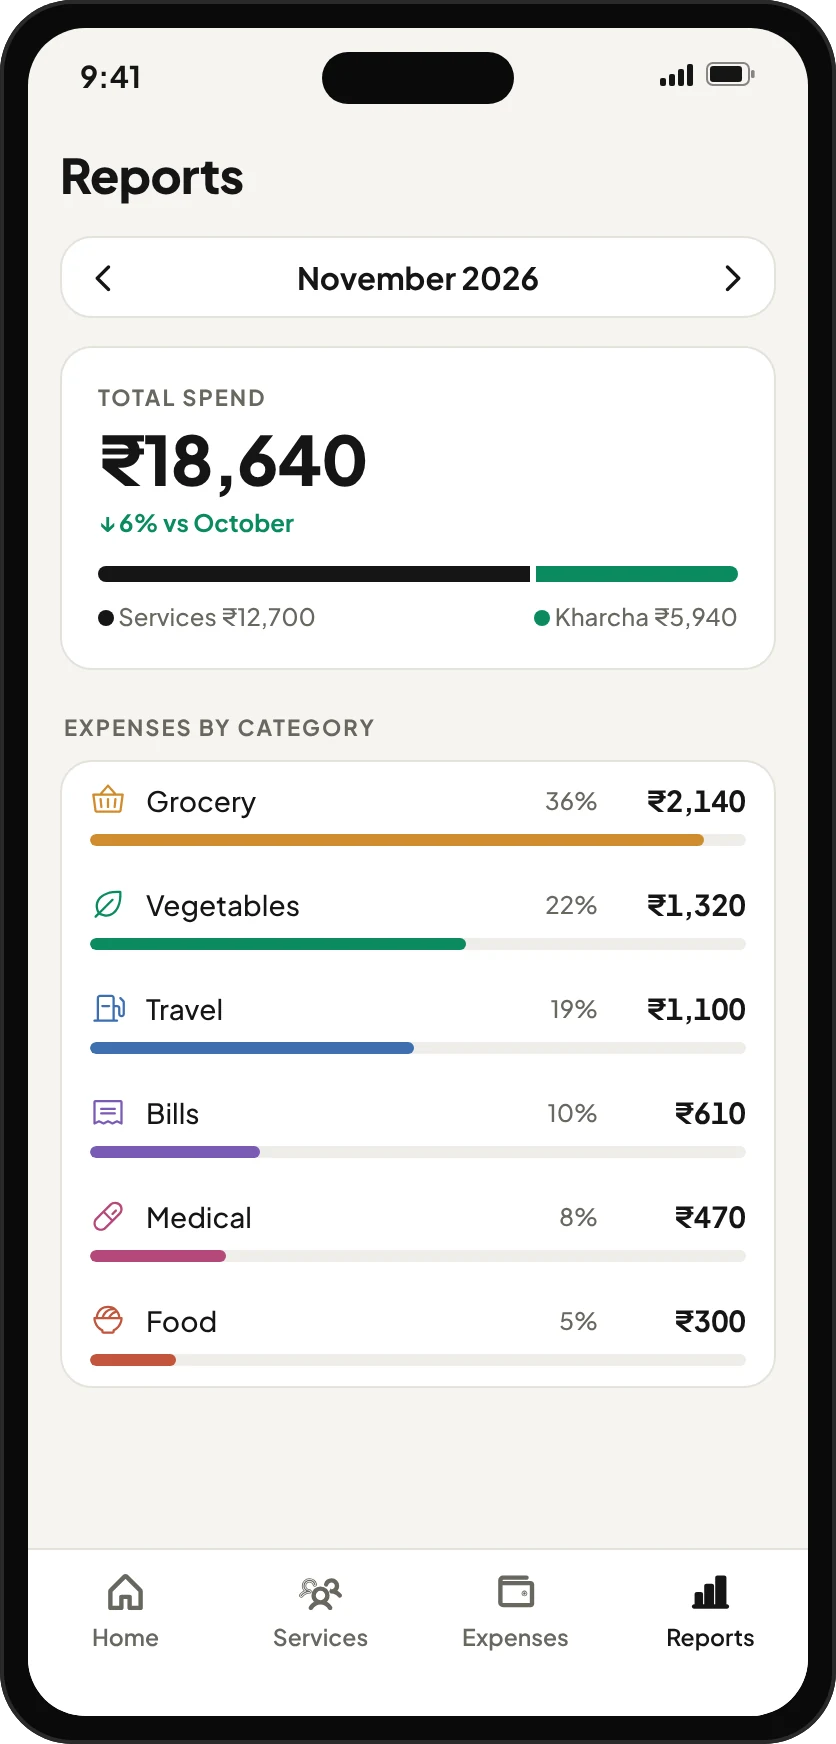 9:41
Reports
November 2026
TOTAL SPEND
₹18,640
↓6% vs October
Services ₹12,700 Kharcha ₹5,940
EXPENSES BY CATEGORY
Grocery 36% ₹2,140
Vegetables 22% ₹1,320
Travel 19% ₹1,100
Bills 10% ₹610
Medical 8% ₹470
Food 5% ₹300
Home Services Expenses Reports